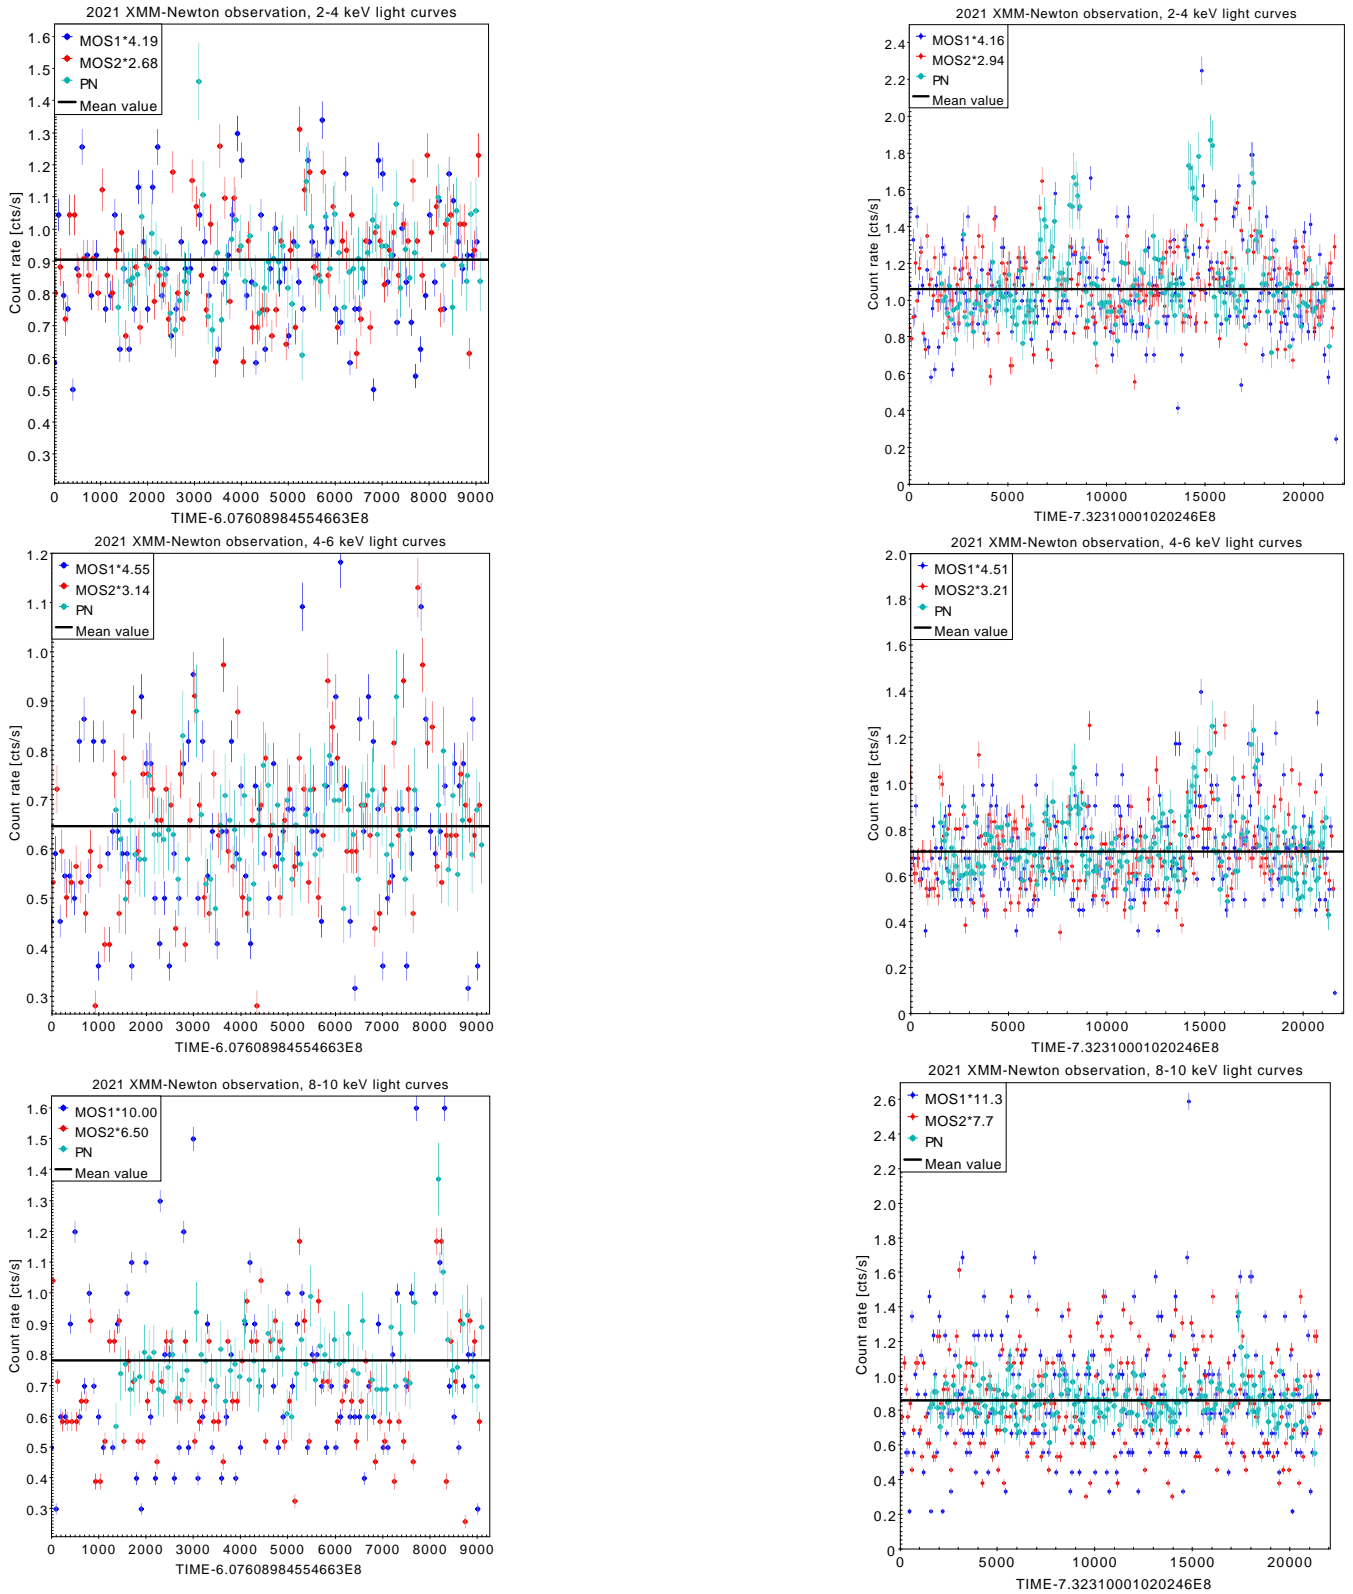 2021 XMM-Newton observation, 2-4 keV light curves
MOS1*4.19
MOS2*2.68
PN
Mean value
Count rate [cts/s]
1.6
1.5
1.4
1.3
1.2
1.1
1.0
0.9
0.8
0.7
0.6
0.5
0.4
0.3
0 1000 2000 3000 4000 5000 6000 7000 8000 9000
TIME-6.07608984554663E8
2021 XMM-Newton observation, 2-4 keV light curves
MOS1*4.16
MOS2*2.94
PN
Mean value
Count rate [cts/s]
2.4
2.2
2.0
1.8
1.6
1.4
1.2
1.0
0.8
0.6
0.4
0.2
0
0 5000 10000 15000 20000
TIME-7.32310001020246E8
2021 XMM-Newton observation, 4-6 keV light curves
MOS1*4.55
MOS2*3.14
PN
Mean value
Count rate [cts/s]
1.2
1.1
1.0
0.9
0.8
0.7
0.6
0.5
0.4
0.3
0 1000 2000 3000 4000 5000 6000 7000 8000 9000
TIME-6.07608984554663E8
2021 XMM-Newton observation, 4-6 keV light curves
MOS1*4.51
MOS2*3.21
PN
Mean value
Count rate [cts/s]
2.0
1.8
1.6
1.4
1.2
1.0
0.8
0.6
0.4
0.2
0
0 5000 10000 15000 20000
TIME-7.32310001020246E8
2021 XMM-Newton observation, 8-10 keV light curves
MOS1*10.00
MOS2*6.50
PN
Mean value
Count rate [cts/s]
1.6
1.5
1.4
1.3
1.2
1.1
1.0
0.9
0.8
0.7
0.6
0.5
0.4
0.3
0 1000 2000 3000 4000 5000 6000 7000 8000 9000
TIME-6.07608984554663E8
2021 XMM-Newton observation, 8-10 keV light curves
MOS1*11.3
MOS2*7.7
PN
Mean value
Count rate [cts/s]
2.6
2.4
2.2
2.0
1.8
1.6
1.4
1.2
1.0
0.8
0.6
0.4
0.2
0
0 5000 10000 15000 20000
TIME-7.32310001020246E8